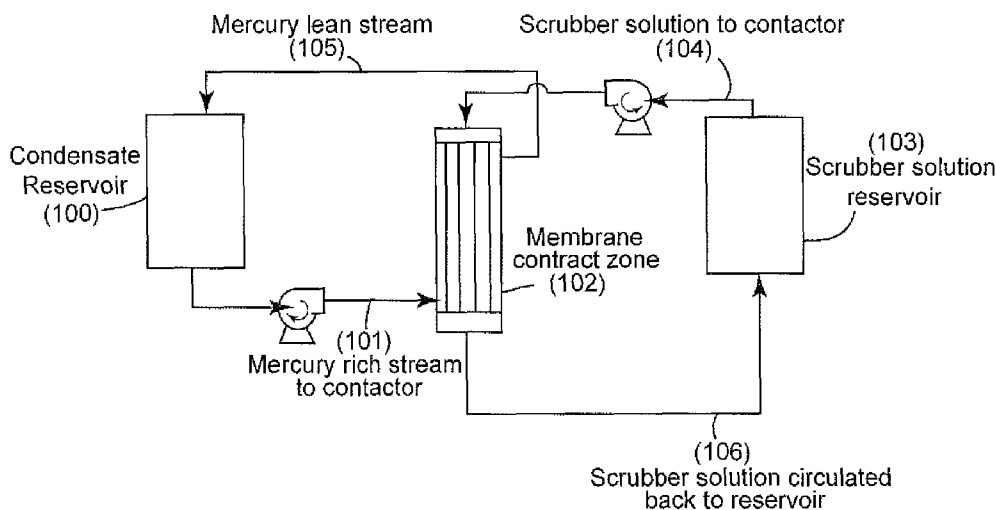 Mercury lean stream
(105)
Scrubber solution to contactor
(104)
Condensate
Reservoir
(100)
(103)
Scrubber solution
reservoir
Membrane
contract zone
(102)
(101)
Mercury rich stream
to contactor
(106)
Scrubber solution circulated
back to reservoir